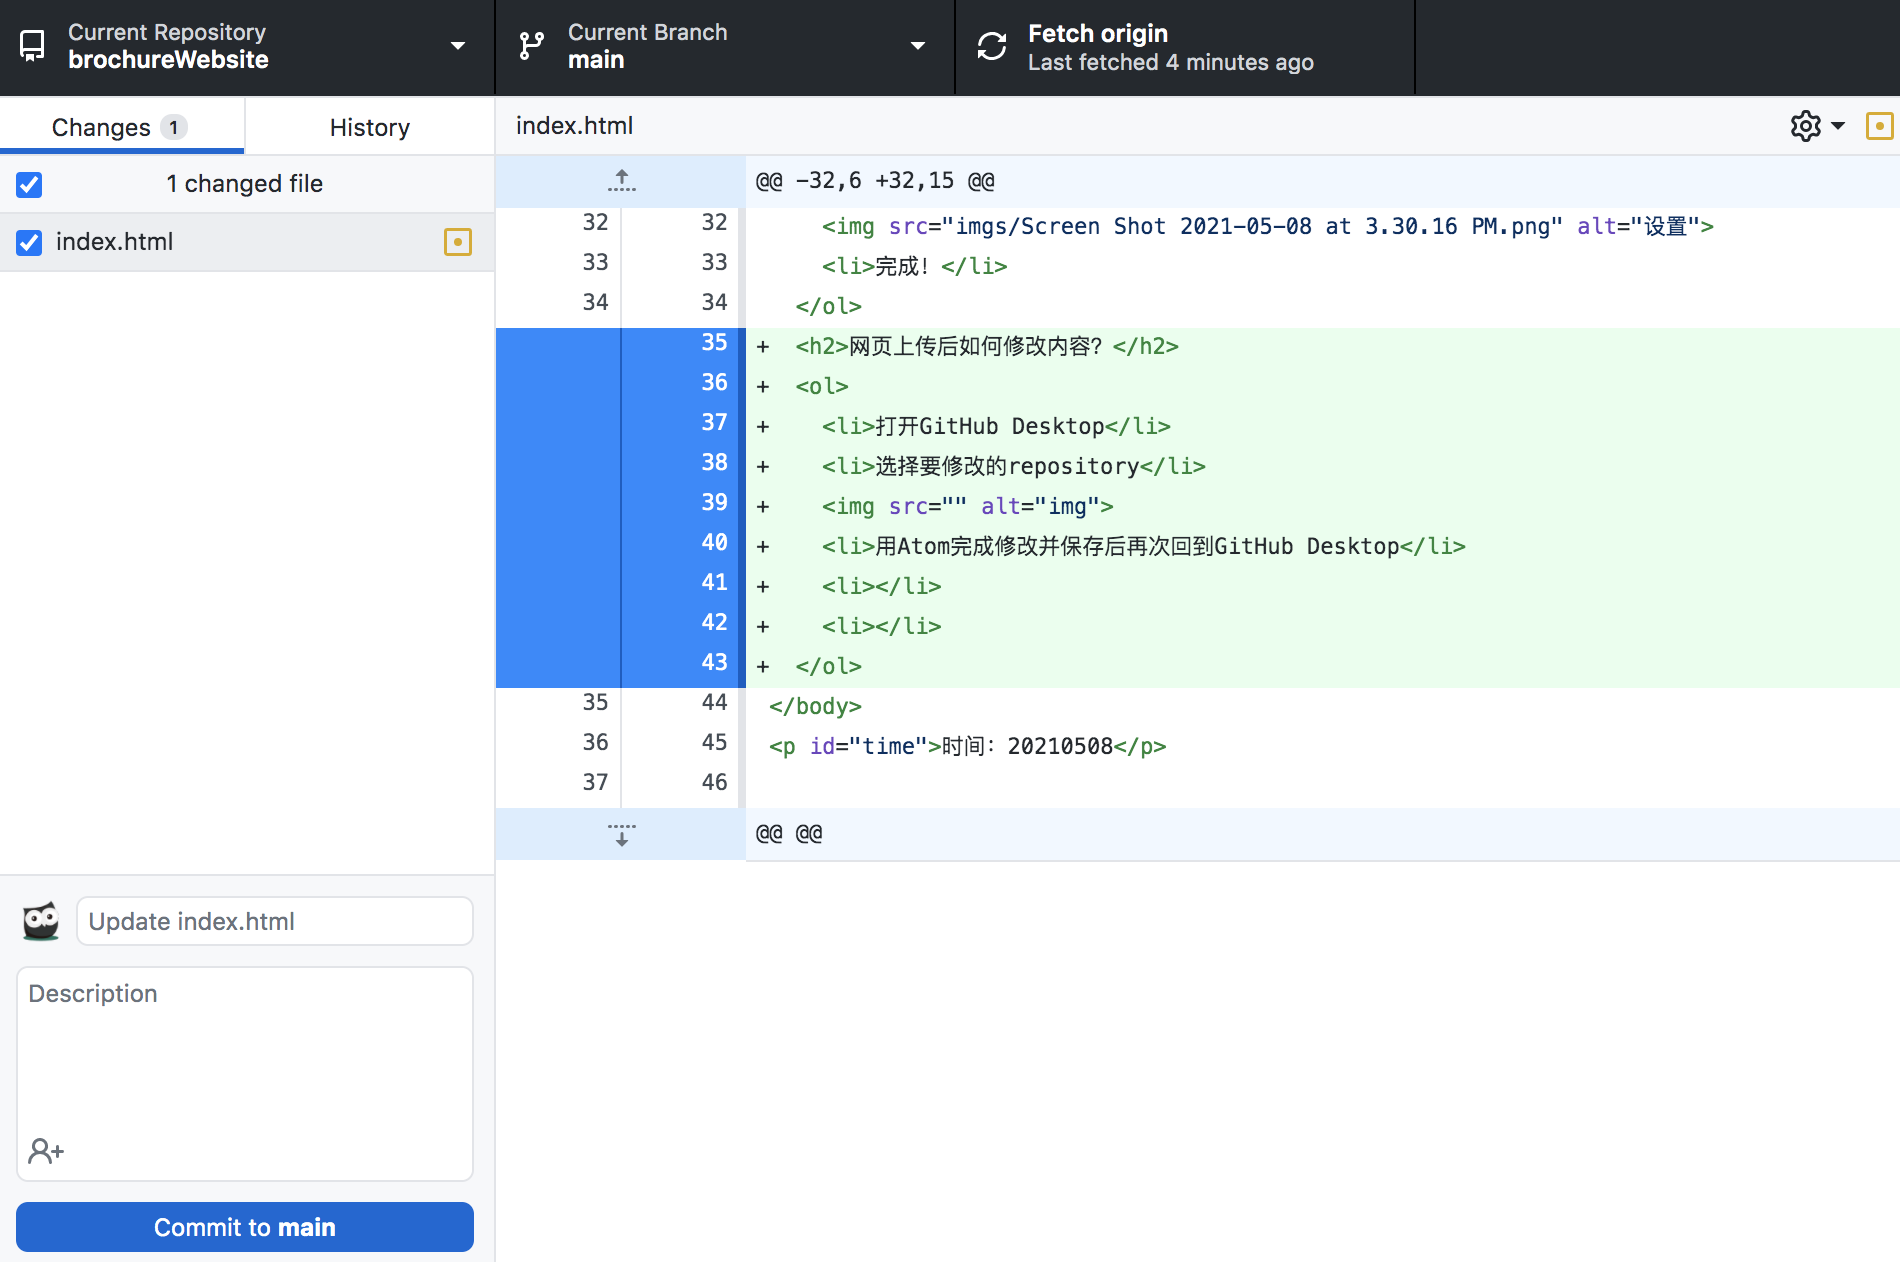 Current Repository
brochureWebsite
Current Branch
main
Fetch origin
Last fetched 4 minutes ago
Changes 1
History
1 changed file
index.html
index.html
@@ -32,6 +32,15 @@
32 32 <img src="imgs/Screen Shot 2021-05-08 at 3.30.16 PM.png" alt="设置">
33 33 <li>完成！</li>
34 34 </ol>
35 + <h2>网页上传后如何修改内容？</h2>
36 + <ol>
37 + <li>打开GitHub Desktop</li>
38 + <li>选择要修改的repository</li>
39 + <img src="" alt="img">
40 + <li>用Atom完成修改并保存后再次回到GitHub Desktop</li>
41 + <li></li>
42 + <li></li>
43 + </ol>
35 44 </body>
36 45 <p id="time">时间：20210508</p>
37 46
@@ @@
Update index.html
Description
Commit to main